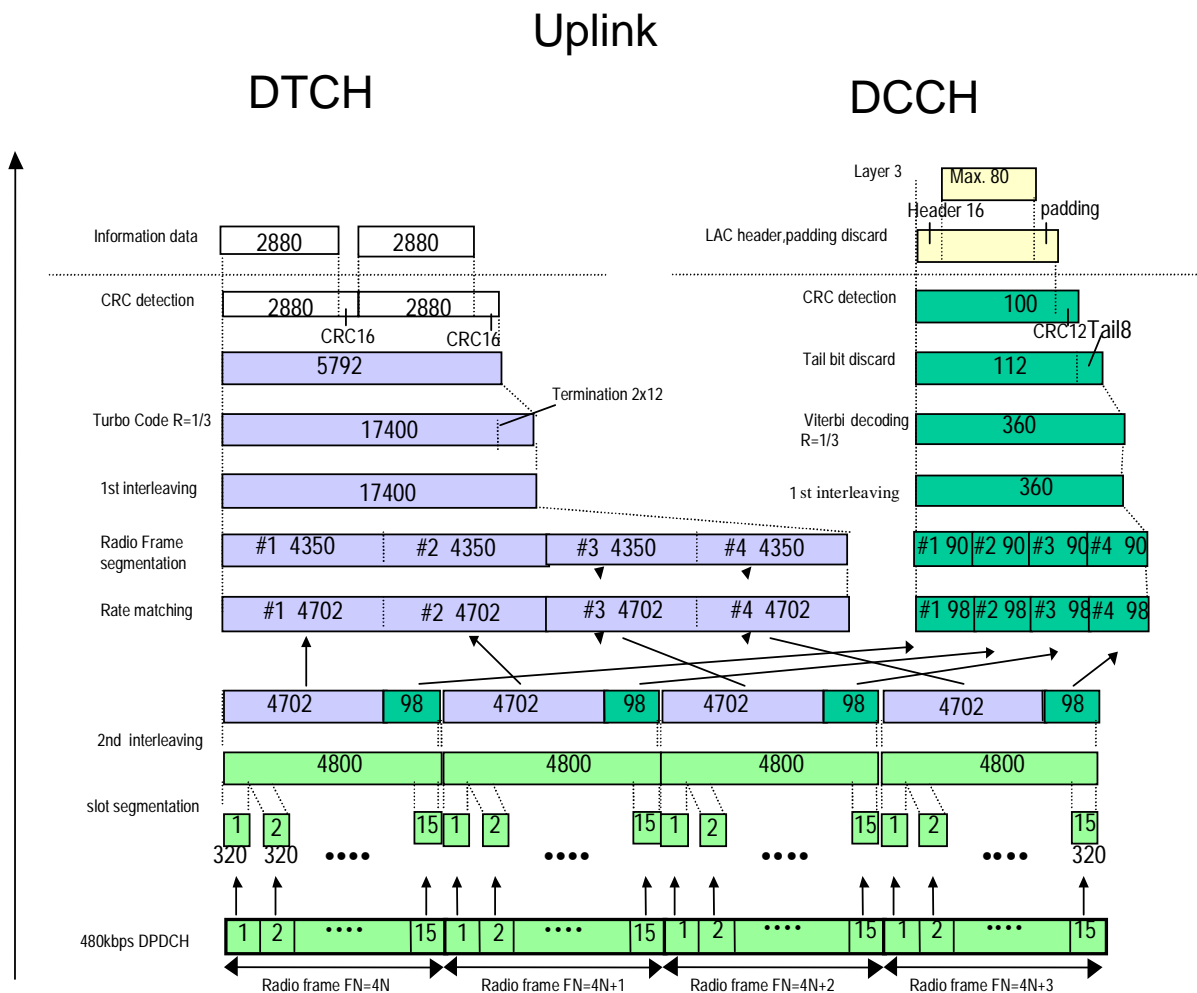 Uplink
DTCH
DCCH
Layer 3
Max. 80
Header 16
padding
Information data
2880
2880
LAC header,padding discard
CRC detection
2880
2880
CRC16
CRC16
CRC detection
100
CRC12
Tail8
5792
Tail bit discard
112
Termination 2x12
Turbo Code R=1/3
17400
Viterbi decoding
R=1/3
360
1st interleaving
17400
1st interleaving
360
Radio Frame
segmentation
#1 4350
#2 4350
#3 4350
#4 4350
#1 90
#2 90
#3 90
#4 90
Rate matching
#1 4702
#2 4702
#3 4702
#4 4702
#1 98
#2 98
#3 98
#4 98
4702
98
4702
98
4702
98
4702
98
2nd interleaving
4800
4800
4800
4800
slot segmentation
1
2
15
1
2
15
1
2
15
1
2
15
320
320
••••
••••
••••
••••
320
480kbps DPDCH
1
2
••••
15
1
2
••••
15
1
2
••••
15
1
2
••••
15
Radio frame FN=4N
Radio frame FN=4N+1
Radio frame FN=4N+2
Radio frame FN=4N+3